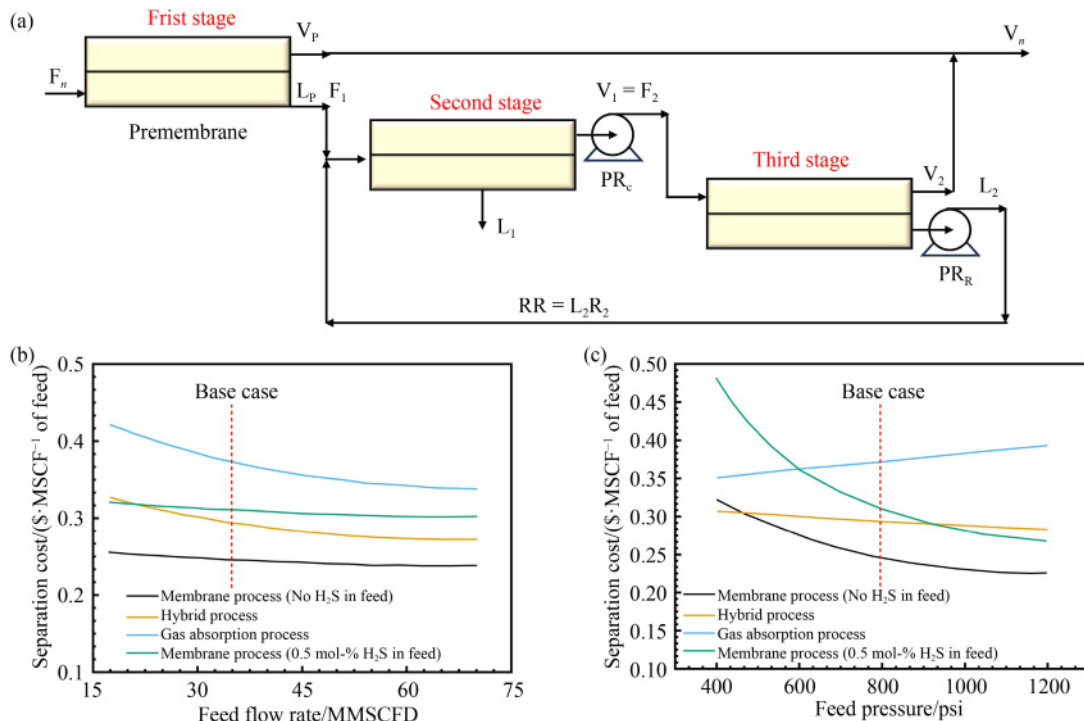 (a)
Frist stage
V_P
V_n
F_n
L_P
F_1
Premembrane
Second stage
V_1 = F_2
PR_c
L_1
Third stage
V_2
L_2
PR_R
RR = L_2R_2
(b)
Separation cost/($·MSCF⁻¹ of feed)
0.5
0.4
0.3
0.2
0.1
Base case
Membrane process (No H₂S in feed)
Hybrid process
Gas absorption process
Membrane process (0.5 mol-% H₂S in feed)
15 30 45 60 75
Feed flow rate/MMSCFD
(c)
Separation cost/($·MSCF⁻¹ of feed)
0.50
0.45
0.40
0.35
0.30
0.25
0.20
0.15
0.10
Base case
Membrane process (No H₂S in feed)
Hybrid process
Gas absorption process
Membrane process (0.5 mol-% H₂S in feed)
400 600 800 1000 1200
Feed pressure/psi